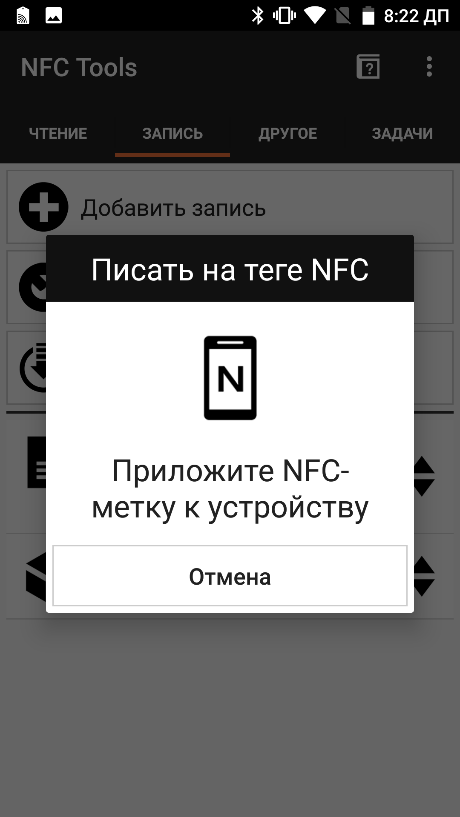 8:22 ДП
NFC Tools
?
ЧТЕНИЕ ЗАПИСЬ ДРУГОЕ ЗАДАЧИ
Добавить запись
Писать на теге NFC
N
Приложите NFC-
метку к устройству
Отмена